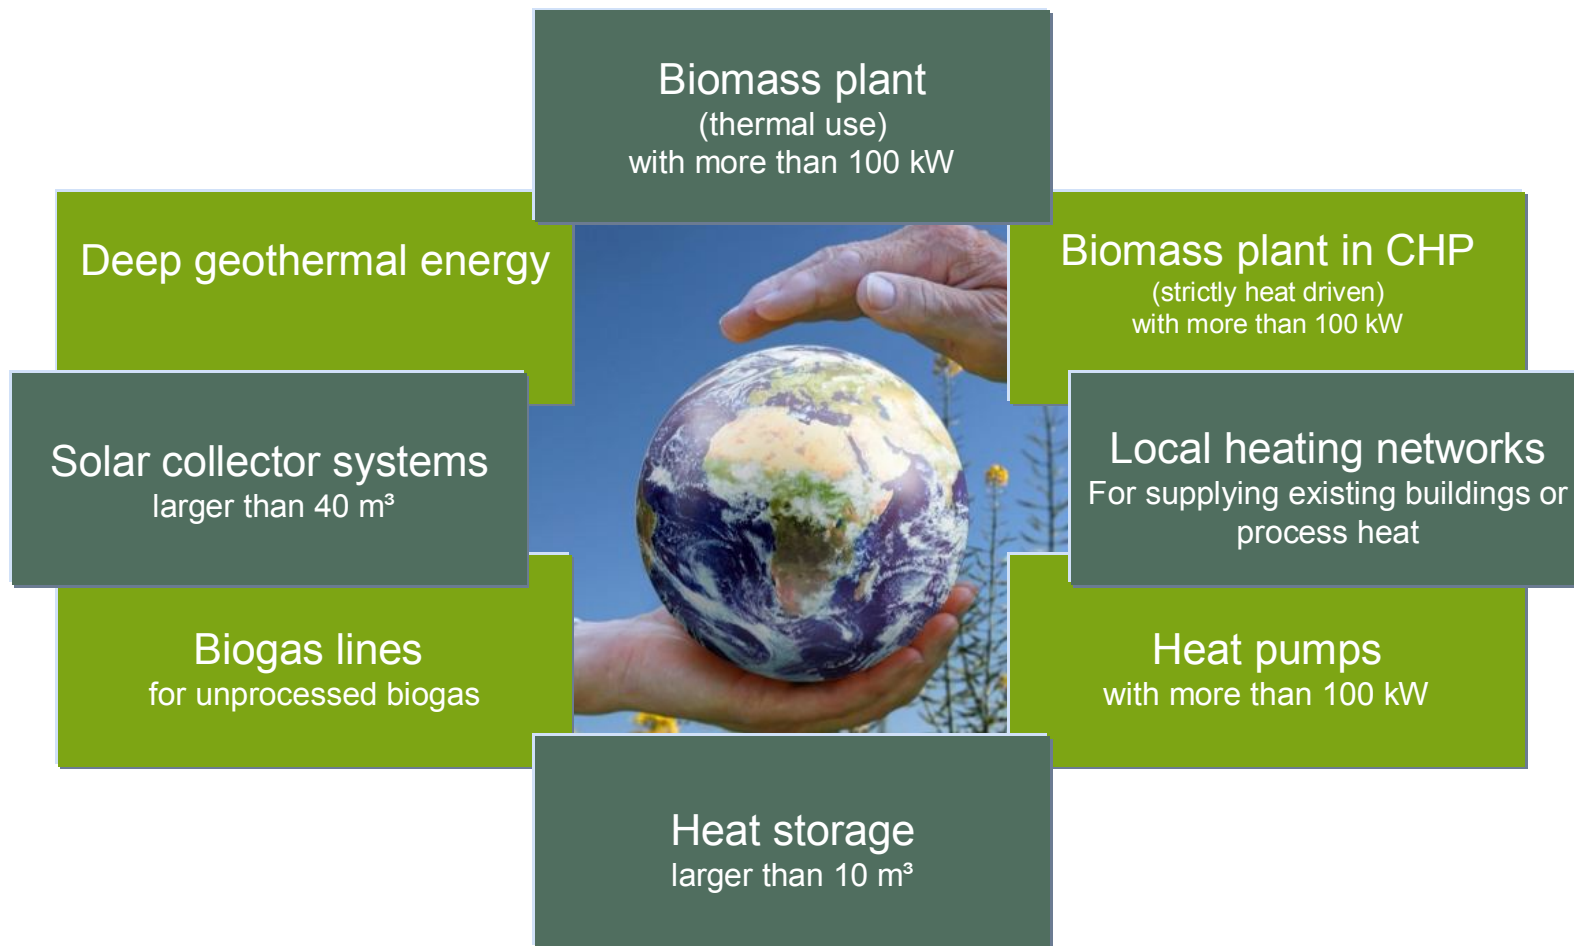 Biomass plant
(thermal use)
with more than 100 kW
Deep geothermal energy
Biomass plant in CHP
(strictly heat driven)
with more than 100 kW
Solar collector systems
larger than 40 m³
Local heating networks
For supplying existing buildings or
process heat
Biogas lines
for unprocessed biogas
Heat pumps
with more than 100 kW
Heat storage
larger than 10 m³